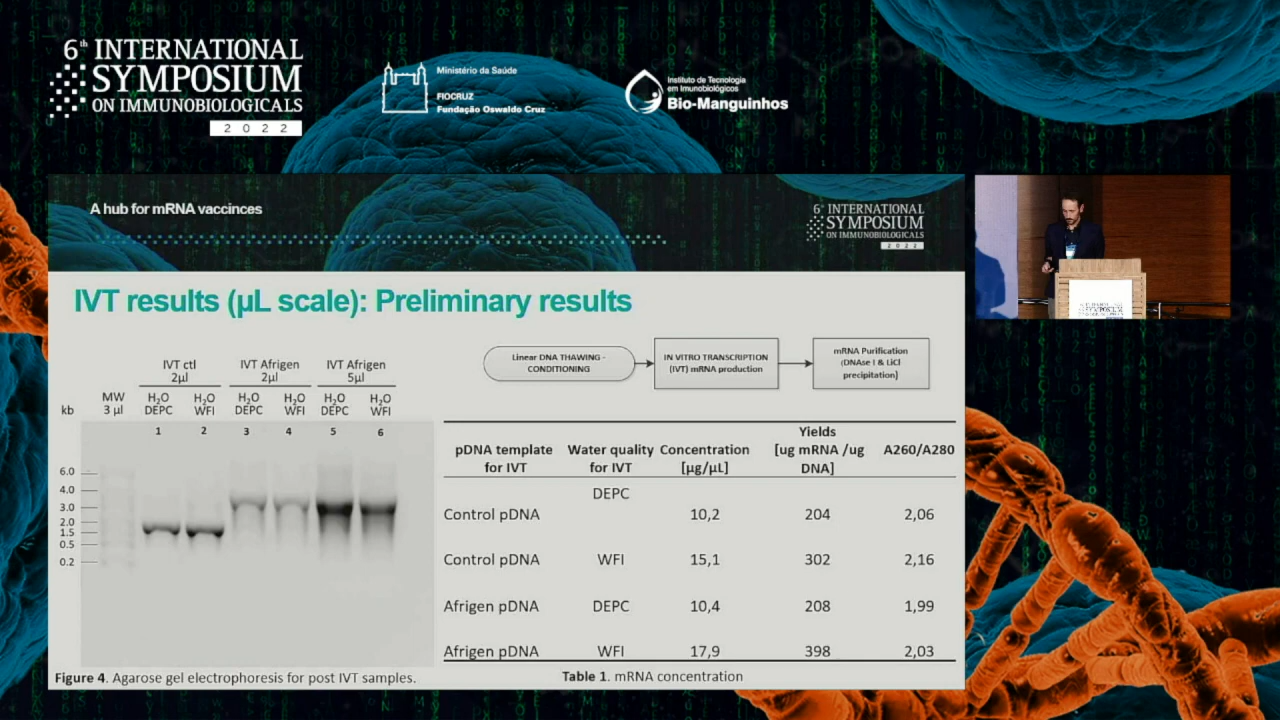 6th INTERNATIONAL
SYMPOSIUM
ON IMMUNOBIOLOGICALS
2022
Ministério da Saúde
FIOCRUZ
Fundação Oswaldo Cruz
Instituto de Tecnologia
em Imunobiológicos
Bio-Manguinhos
A hub for mRNA vaccinces
6th INTERNATIONAL
SYMPOSIUM
ON IMMUNOBIOLOGICALS
2022
IVT results (µL scale): Preliminary results
IVT ctl
2µl
IVT Afrigen
2µl
IVT Afrigen
5µl
kb
MW
3 µl
H2O
DEPC
H2O
WFI
H2O
DEPC
H2O
WFI
H2O
DEPC
H2O
WFI
1 2 3 4 5 6
6.0
4.0
3.0
2.0
1.5
0.5
0.2
Figure 4. Agarose gel electrophoresis for post IVT samples.
Linear DNA THAWING -
CONDITIONING
IN VITRO TRANSCRIPTION
(IVT) mRNA production
mRNA Purification
(DNAse I & LiCl
precipitation)
pDNA template
for IVT
Water quality
for IVT
Concentration
[µg/µL]
Yields
[ug mRNA /ug
DNA]
A260/A280
Control pDNA DEPC 10,2 204 2,06
Control pDNA WFI 15,1 302 2,16
Afrigen pDNA DEPC 10,4 208 1,99
Afrigen pDNA WFI 17,9 398 2,03
Table 1. mRNA concentration